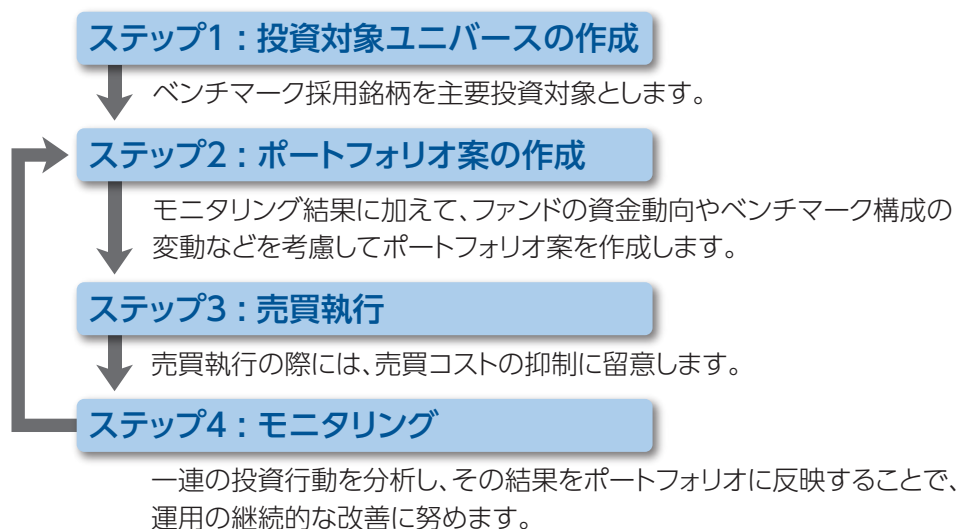 ステップ1：投資対象ユニバースの作成
ベンチマーク採用銘柄を主要投資対象とします。
ステップ2：ポートフォリオ案の作成
モニタリング結果に加えて、ファンドの資金動向やベンチマーク構成の
変動などを考慮してポートフォリオ案を作成します。
ステップ3：売買執行
売買執行の際には、売買コストの抑制に留意します。
ステップ4：モニタリング
一連の投資行動を分析し、その結果をポートフォリオに反映することで、
運用の継続的な改善に努めます。